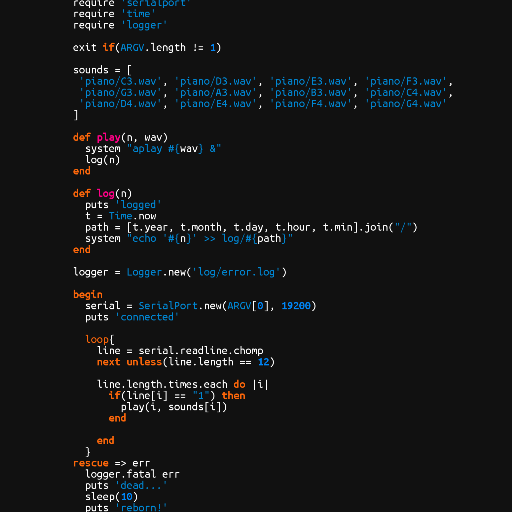 require 'serialport'
require 'time'
require 'logger'

exit if(ARGV.length != 1)

sounds = [
 'piano/C3.wav', 'piano/D3.wav', 'piano/E3.wav', 'piano/F3.wav',
 'piano/G3.wav', 'piano/A3.wav', 'piano/B3.wav', 'piano/C4.wav',
 'piano/D4.wav', 'piano/E4.wav', 'piano/F4.wav', 'piano/G4.wav'
]

def play(n, wav)
  system "aplay #{wav} &"
  log(n)
end

def log(n)
  puts 'logged'
  t = Time.now
  path = [t.year, t.month, t.day, t.hour, t.min].join("/")
  system "echo '#{n}' >> log/#{path}"
end

logger = Logger.new('log/error.log')

begin
  serial = SerialPort.new(ARGV[0], 19200)
  puts 'connected'

  loop{
    line = serial.readline.chomp
    next unless(line.length == 12)

    line.length.times.each do |i|
      if(line[i] == "1") then
        play(i, sounds[i])
      end

    end
  }
rescue => err
  logger.fatal err
  puts 'dead...'
  sleep(10)
  puts 'reborn!'